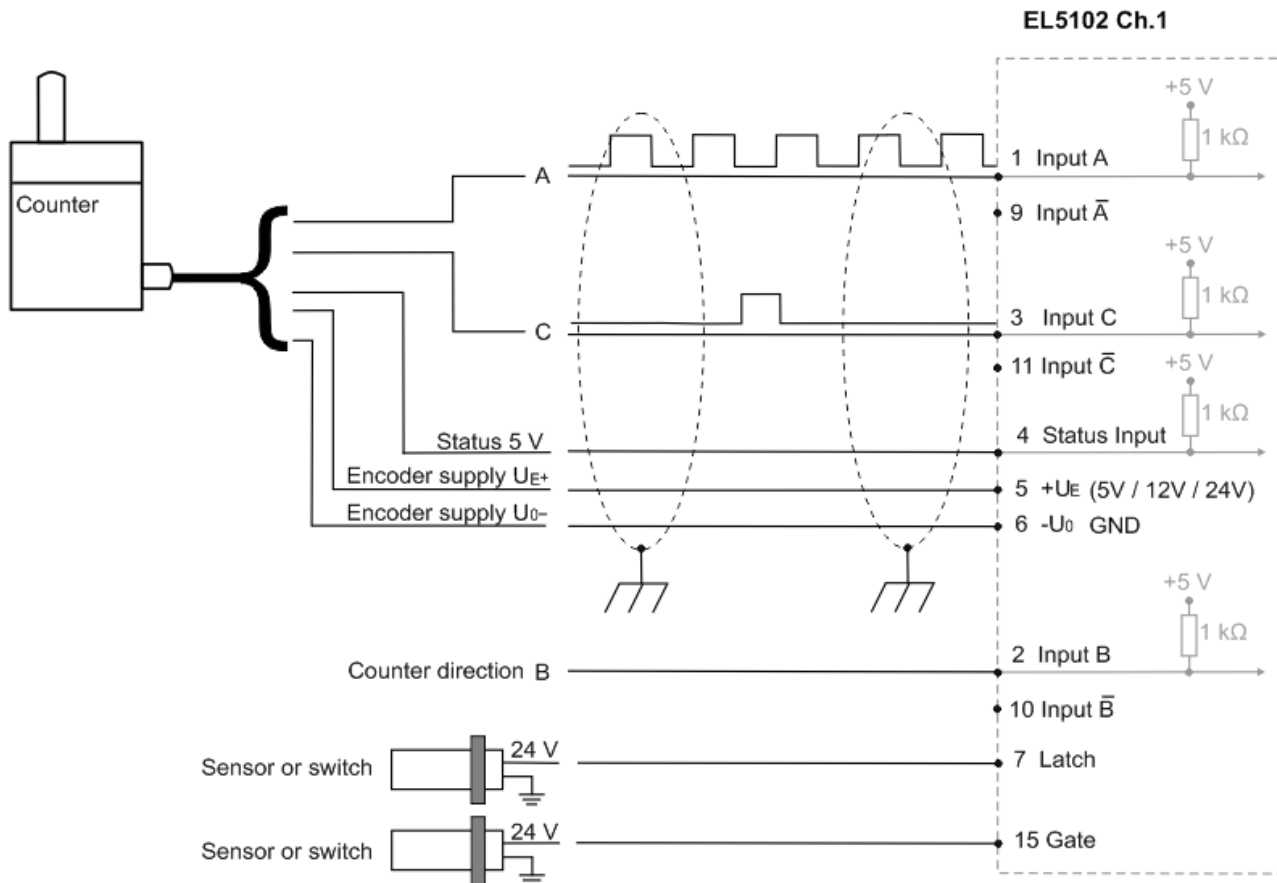 EL5102 Ch.1
+5 V
1 kΩ
Counter
A
1 Input A
9 Input A̅
+5 V
1 kΩ
C
3 Input C
11 Input C̅
+5 V
1 kΩ
Status 5 V
4 Status Input
Encoder supply UE+
5 +UE (5V / 12V / 24V)
Encoder supply U0–
6 -U0 GND
+5 V
1 kΩ
Counter direction B
2 Input B
10 Input B̅
Sensor or switch
24 V
7 Latch
Sensor or switch
24 V
15 Gate